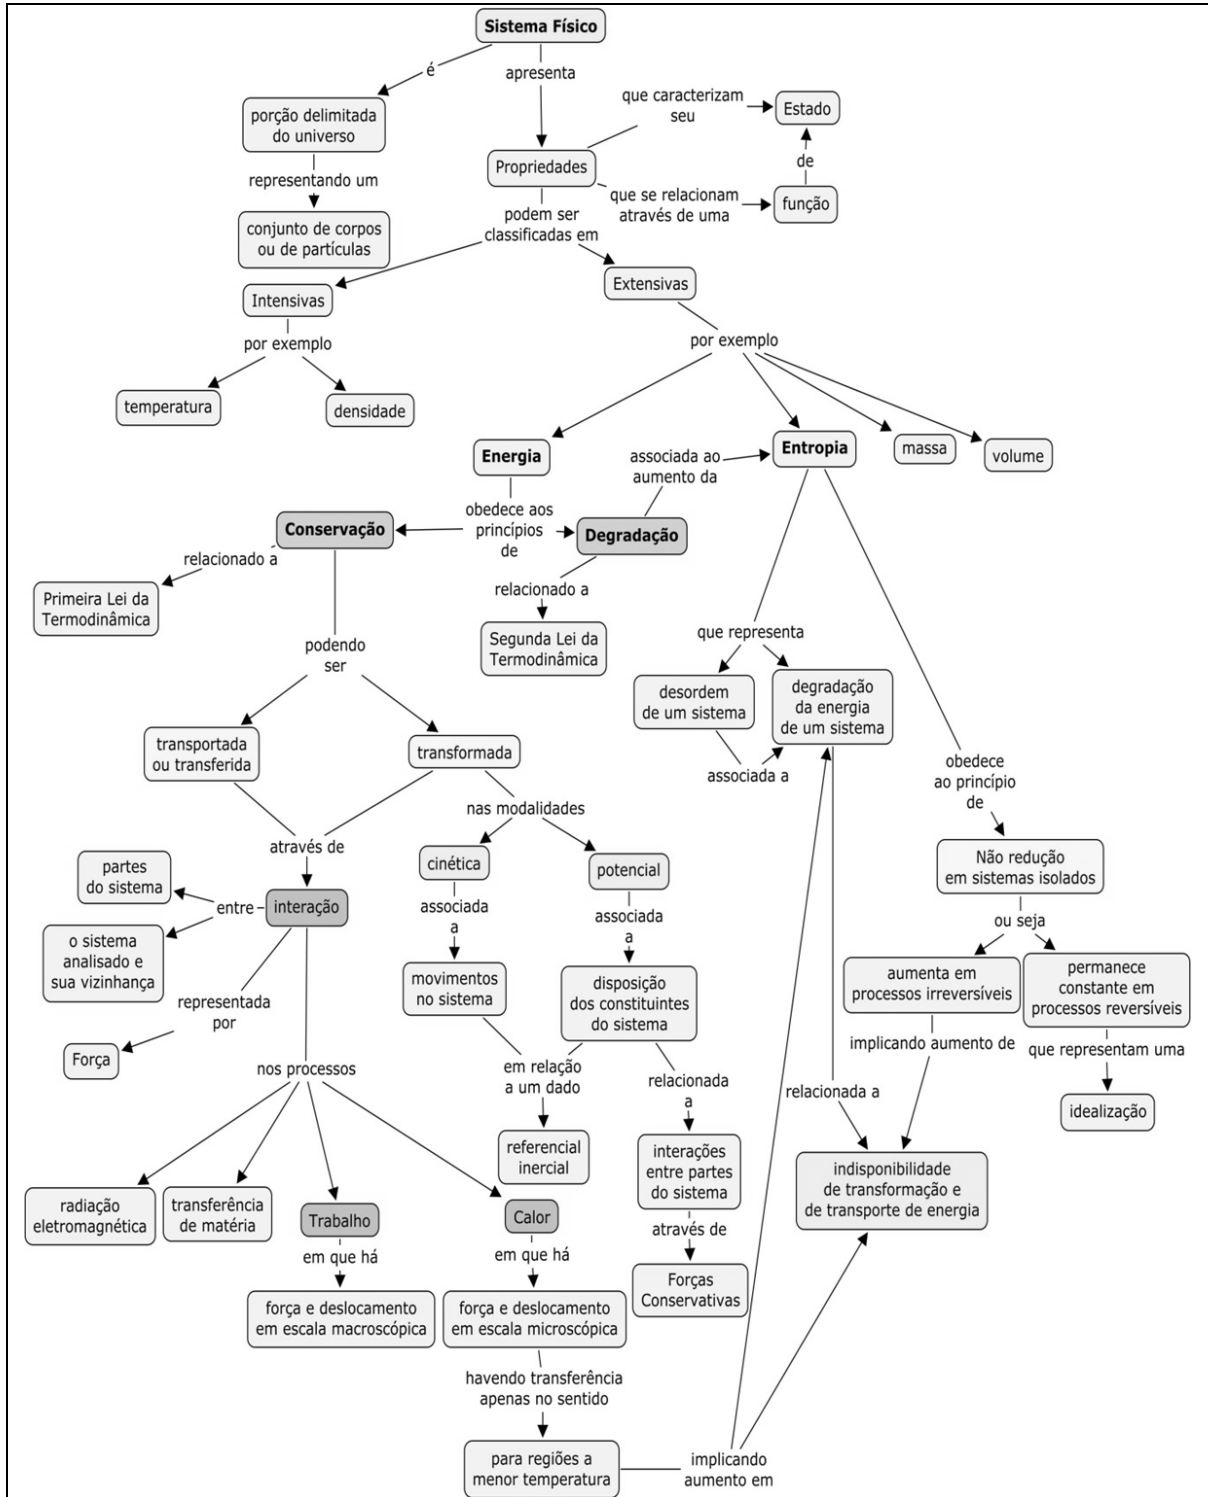 Sistema Físico
é
apresenta
que caracterizam
seu
Estado
porção delimitada
do universo
de
Propriedades
representando um
que se relacionam
através de uma
função
conjunto de corpos
ou de partículas
podem ser
classificadas em
Intensivas
Extensivas
por exemplo
por exemplo
temperatura
densidade
Energia
associada ao
aumento da
Entropia
massa
volume
obedece aos
princípios
de
Conservação
Degradação
relacionado a
relacionado a
Primeira Lei da
Termodinâmica
Segunda Lei da
Termodinâmica
podendo
ser
que representa
desordem
de um sistema
degradação
da energia
de um sistema
transportada
ou transferida
transformada
associada a
obedece
ao princípio
de
nas modalidades
através de
cinética
potencial
Não redução
em sistemas isolados
partes
do sistema
entre
interação
associada
a
associada
a
ou seja
o sistema
analisado e
sua vizinhança
movimentos
no sistema
disposição
dos constituintes
do sistema
aumenta em
processos irreversíveis
permanece
constante em
processos reversíveis
representada
por
Força
implicando aumento de
que representam uma
nos processos
em relação
a um dado
relacionada
a
relacionada a
idealização
referencial
inercial
interações
entre partes
do sistema
indisponibilidade
de transformação e
de transporte de energia
radiação
eletromagnética
transferência
de matéria
Trabalho
Calor
em que há
em que há
através de
força e deslocamento
em escala macroscópica
força e deslocamento
em escala microscópica
Forças
Conservativas
havendo transferência
apenas no sentido
para regiões a
menor temperatura
implicando
aumento em